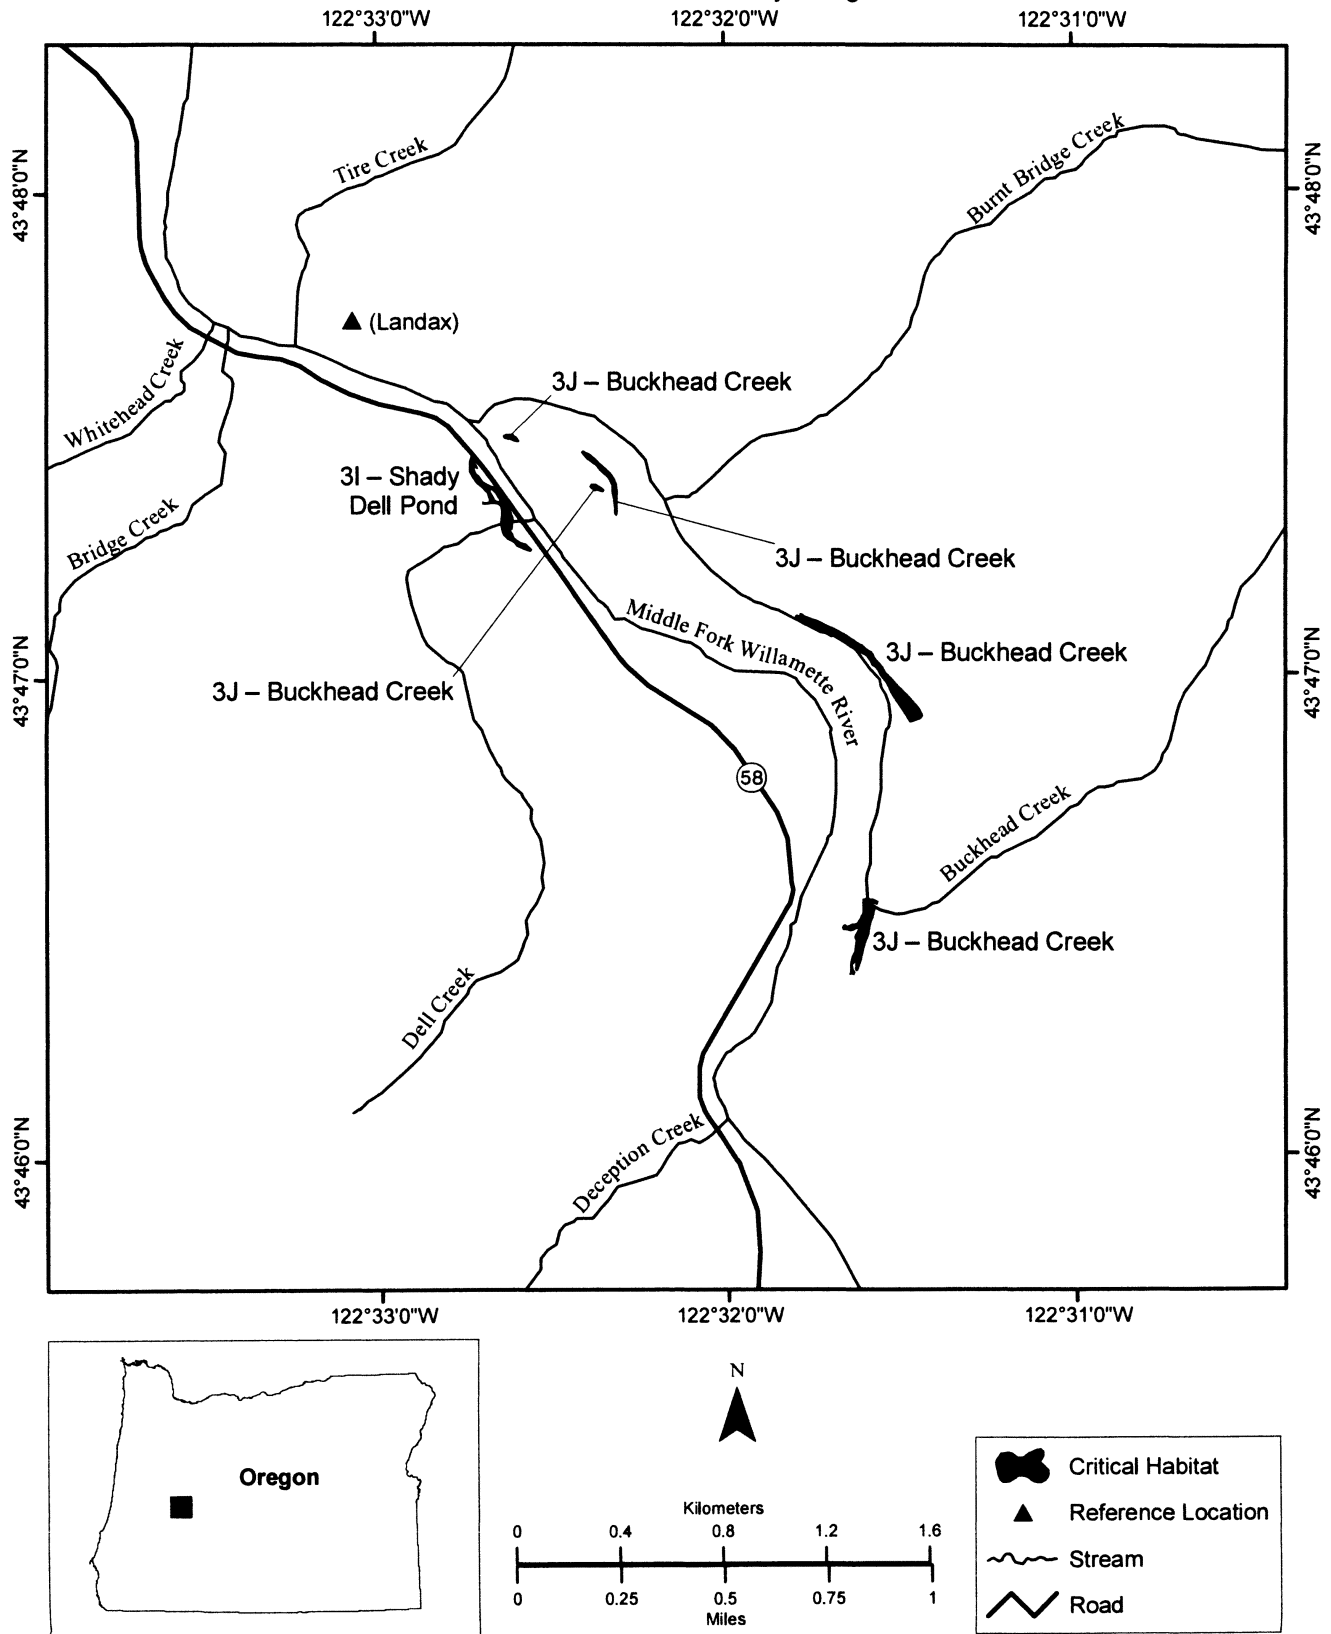 122°33'0"W 122°32'0"W 122°31'0"W
43°48'0"N
43°48'0"N
Tire Creek
Burnt Bridge Creek
(Landax)
Whitehead Creek
3J – Buckhead Creek
3I – Shady
Dell Pond
Bridge Creek
3J – Buckhead Creek
Middle Fork Willamette River
3J – Buckhead Creek
43°47'0"N
43°47'0"N
3J – Buckhead Creek
58
Buckhead Creek
3J – Buckhead Creek
Dell Creek
43°46'0"N
43°46'0"N
Deception Creek
122°33'0"W 122°32'0"W 122°31'0"W
Oregon
N
Kilometers
0 0.4 0.8 1.2 1.6
0 0.25 0.5 0.75 1
Miles
Critical Habitat
Reference Location
Stream
Road